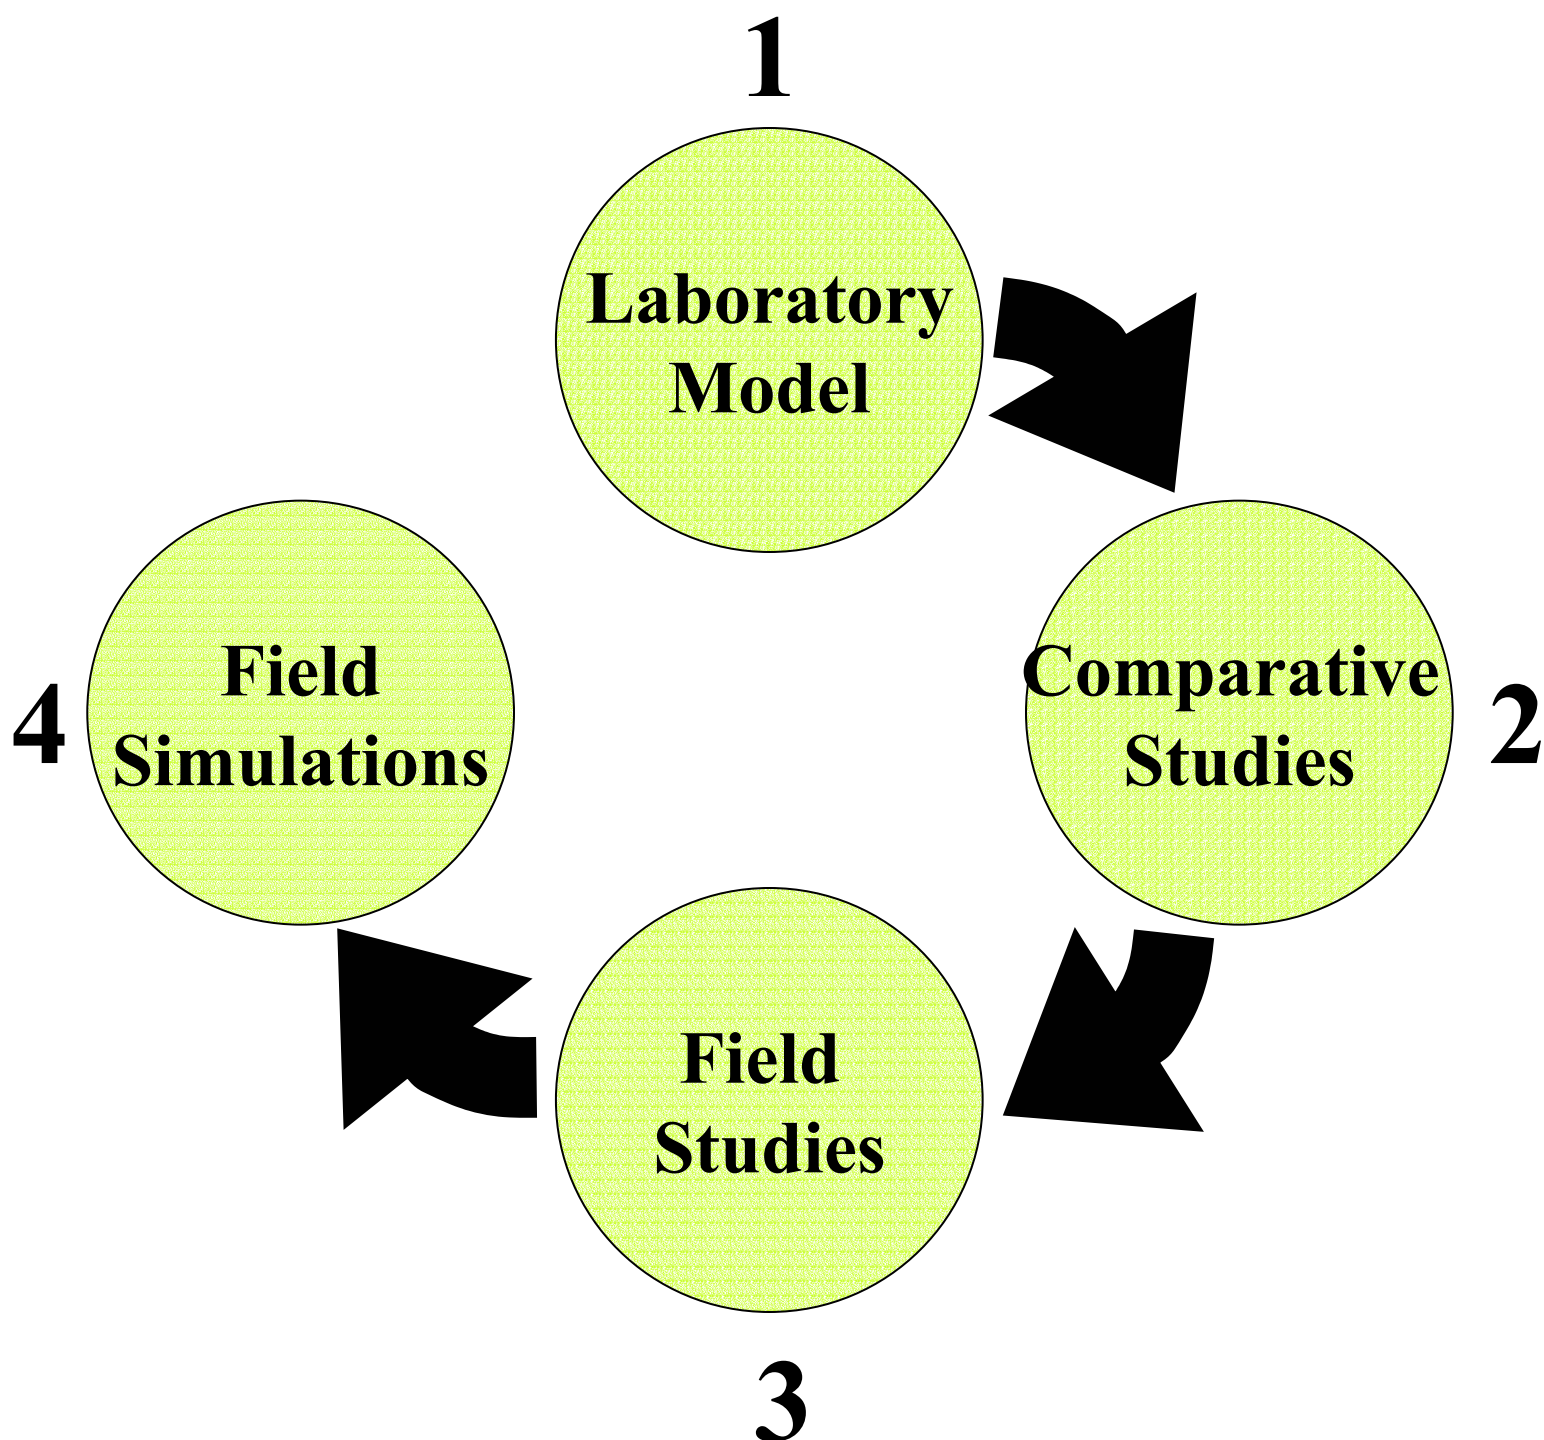 1
Laboratory
Model
Comparative
Studies
2
Field
Studies
3
Field
Simulations
4